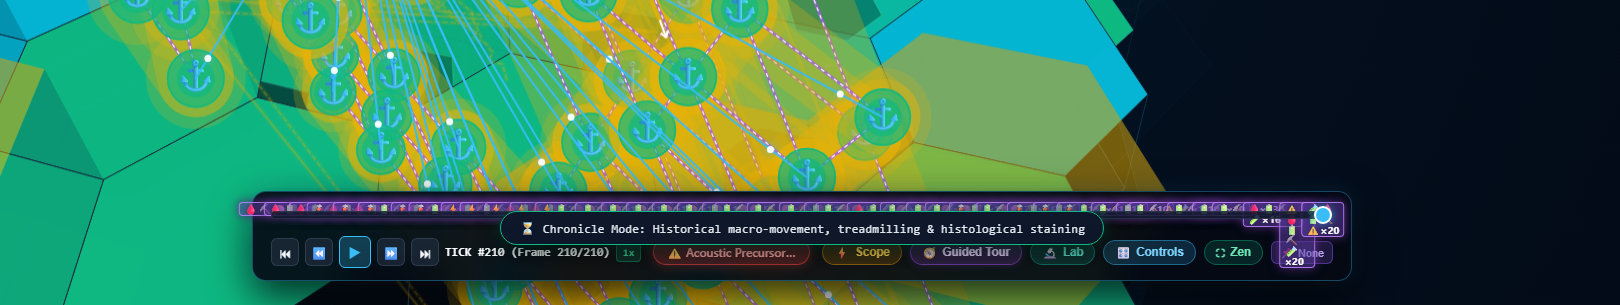 x20
⏳ Chronicle Mode: Historical macro-movement, treadmilling & histological staining
TICK #210 (Frame 210/210) 1x Acoustic Precursor... Scope Guided Tour Lab Controls Zen None
x20